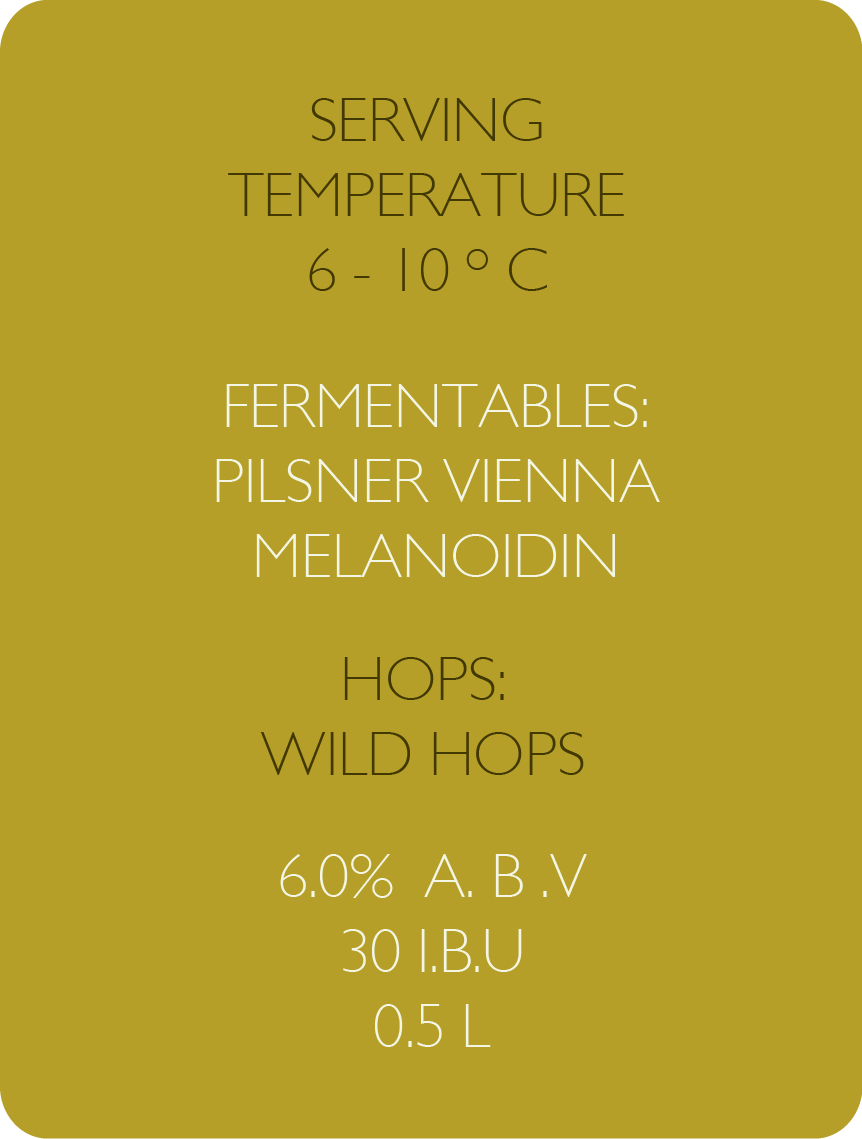 SERVING
TEMPERATURE
6 - 10 ° C
FERMENTABLES:
PILSNER VIENNA
MELANOIDIN
HOPS:
WILD HOPS
6.0%  A. B .V
30 I.B.U
0.5 L